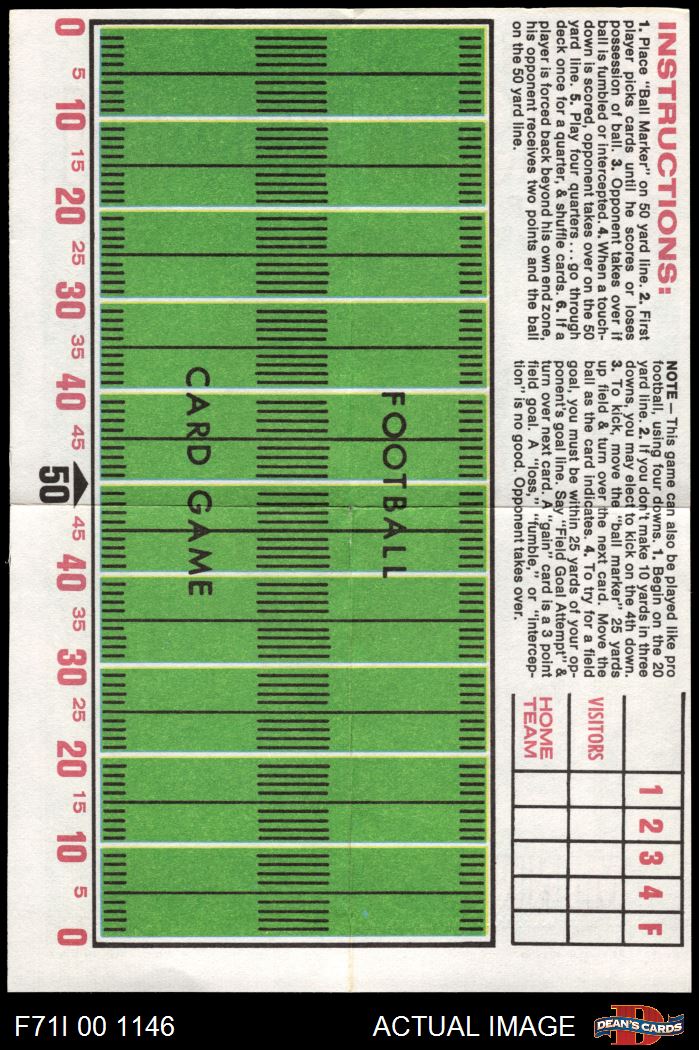 INSTRUCTIONS:
1. Place "Ball Marker" on 50 yard line. 2. First
player picks cards until he scores or loses
possession of ball. 3. Opponent takes over if
ball is fumbled or intercepted. 4. When a touch-
down is scored, opponent takes over on the 50
yard line. 5. Play four quarters...go through
deck once for a quarter, & shuffle cards. 6. If a
player is forced back beyond his own end zone,
his opponent receives two points and the ball
on the 50 yard line.
NOTE — This game can also be played like pro
football, using four downs. 1. Begin on the 20
yard line. 2. If you don't make 10 yards in three
downs, you may elect to kick on the 4th down.
3. To kick, move the "ball marker" 25 yards
up field & turn over the next card. Move the
ball as the card indicates. 4. To try for a field
goal, you must be within 25 yards of your op-
ponent's goal line. Say "Field Goal Attempt" &
turn over next card. A "gain" card is a 3 point
field goal. A "loss," "fumble," or "intercep-
tion" is no good. Opponent takes over.
1 2 3 4 F
VISITORS
HOME
TEAM
FOOTBALL
CARD GAME
0 5 10 15 20 25 30 35 40 45 50 45 40 35 30 25 20 15 10 5 0
F71I 00 1146
ACTUAL IMAGE
D
DEAN'S CARDS